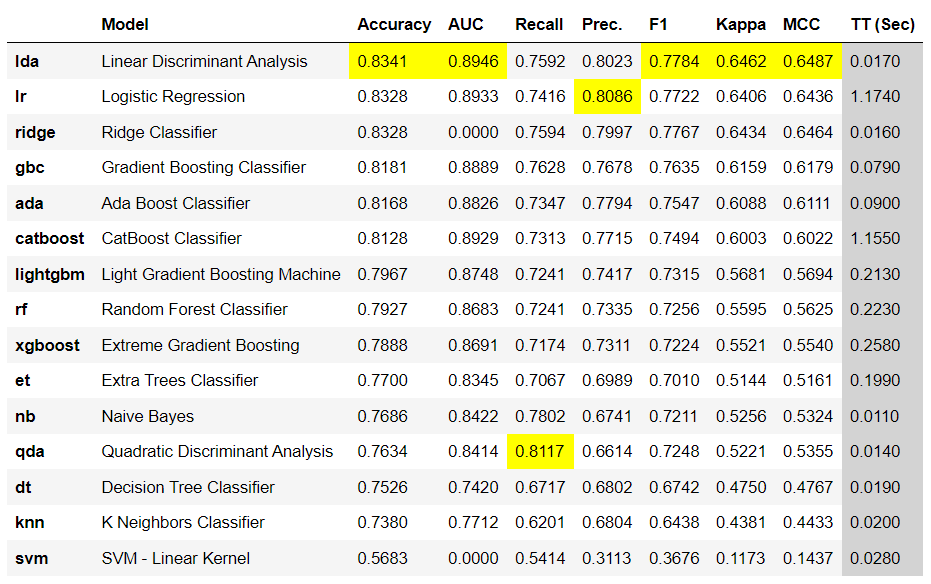 Model Accuracy AUC Recall Prec. F1 Kappa MCC TT (Sec)
lda Linear Discriminant Analysis 0.8341 0.8946 0.7592 0.8023 0.7784 0.6462 0.6487 0.0170
lr Logistic Regression 0.8328 0.8933 0.7416 0.8086 0.7722 0.6406 0.6436 1.1740
ridge Ridge Classifier 0.8328 0.0000 0.7594 0.7997 0.7767 0.6434 0.6464 0.0160
gbc Gradient Boosting Classifier 0.8181 0.8889 0.7628 0.7678 0.7635 0.6159 0.6179 0.0790
ada Ada Boost Classifier 0.8168 0.8826 0.7347 0.7794 0.7547 0.6088 0.6111 0.0900
catboost CatBoost Classifier 0.8128 0.8929 0.7313 0.7715 0.7494 0.6003 0.6022 1.1550
lightgbm Light Gradient Boosting Machine 0.7967 0.8748 0.7241 0.7417 0.7315 0.5681 0.5694 0.2130
rf Random Forest Classifier 0.7927 0.8683 0.7241 0.7335 0.7256 0.5595 0.5625 0.2230
xgboost Extreme Gradient Boosting 0.7888 0.8691 0.7174 0.7311 0.7224 0.5521 0.5540 0.2580
et Extra Trees Classifier 0.7700 0.8345 0.7067 0.6989 0.7010 0.5144 0.5161 0.1990
nb Naive Bayes 0.7686 0.8422 0.7802 0.6741 0.7211 0.5256 0.5324 0.0110
qda Quadratic Discriminant Analysis 0.7634 0.8414 0.8117 0.6614 0.7248 0.5221 0.5355 0.0140
dt Decision Tree Classifier 0.7526 0.7420 0.6717 0.6802 0.6742 0.4750 0.4767 0.0190
knn K Neighbors Classifier 0.7380 0.7712 0.6201 0.6804 0.6438 0.4381 0.4433 0.0200
svm SVM - Linear Kernel 0.5683 0.0000 0.5414 0.3113 0.3676 0.1173 0.1437 0.0280